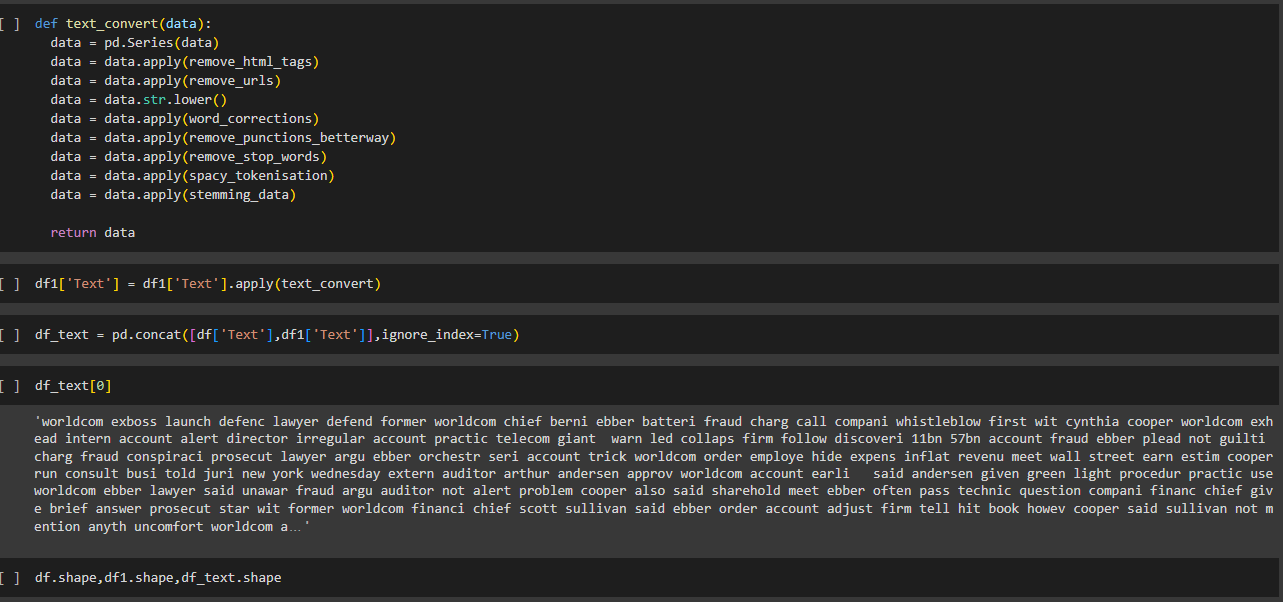 [ ] def text_convert(data):
data = pd.Series(data)
data = data.apply(remove_html_tags)
data = data.apply(remove_urls)
data = data.str.lower()
data = data.apply(word_corrections)
data = data.apply(remove_punctions_betterway)
data = data.apply(remove_stop_words)
data = data.apply(spacy_tokenisation)
data = data.apply(stemming_data)
return data
[ ] df1['Text'] = df1['Text'].apply(text_convert)
[ ] df_text = pd.concat([df['Text'],df1['Text']],ignore_index=True)
[ ] df_text[0]
'worldcom exboss launch defenc lawyer defend former worldcom chief berni ebber batteri fraud charg call compani whistleblow first wit cynthia cooper worldcom exh
ead intern account alert director irregular account practic telecom giant  warn led collaps firm follow discoveri 11bn 57bn account fraud ebber plead not guilti
charg fraud conspiraci prosecut lawyer argu ebber orchestr seri account trick worldcom order employe hide expens inflat revenu meet wall street earn estim cooper
run consult busi told juri new york wednesday extern auditor arthur andersen approv worldcom account earli   said andersen given green light procedur practic use
worldcom ebber lawyer said unawar fraud argu auditor not alert problem cooper also said sharehold meet ebber often pass technic question compani financ chief giv
e brief answer prosecut star wit former worldcom financi chief scott sullivan said ebber order account adjust firm tell hit book howev cooper said sullivan not m
ention anyth uncomfort worldcom a…'
[ ] df.shape,df1.shape,df_text.shape